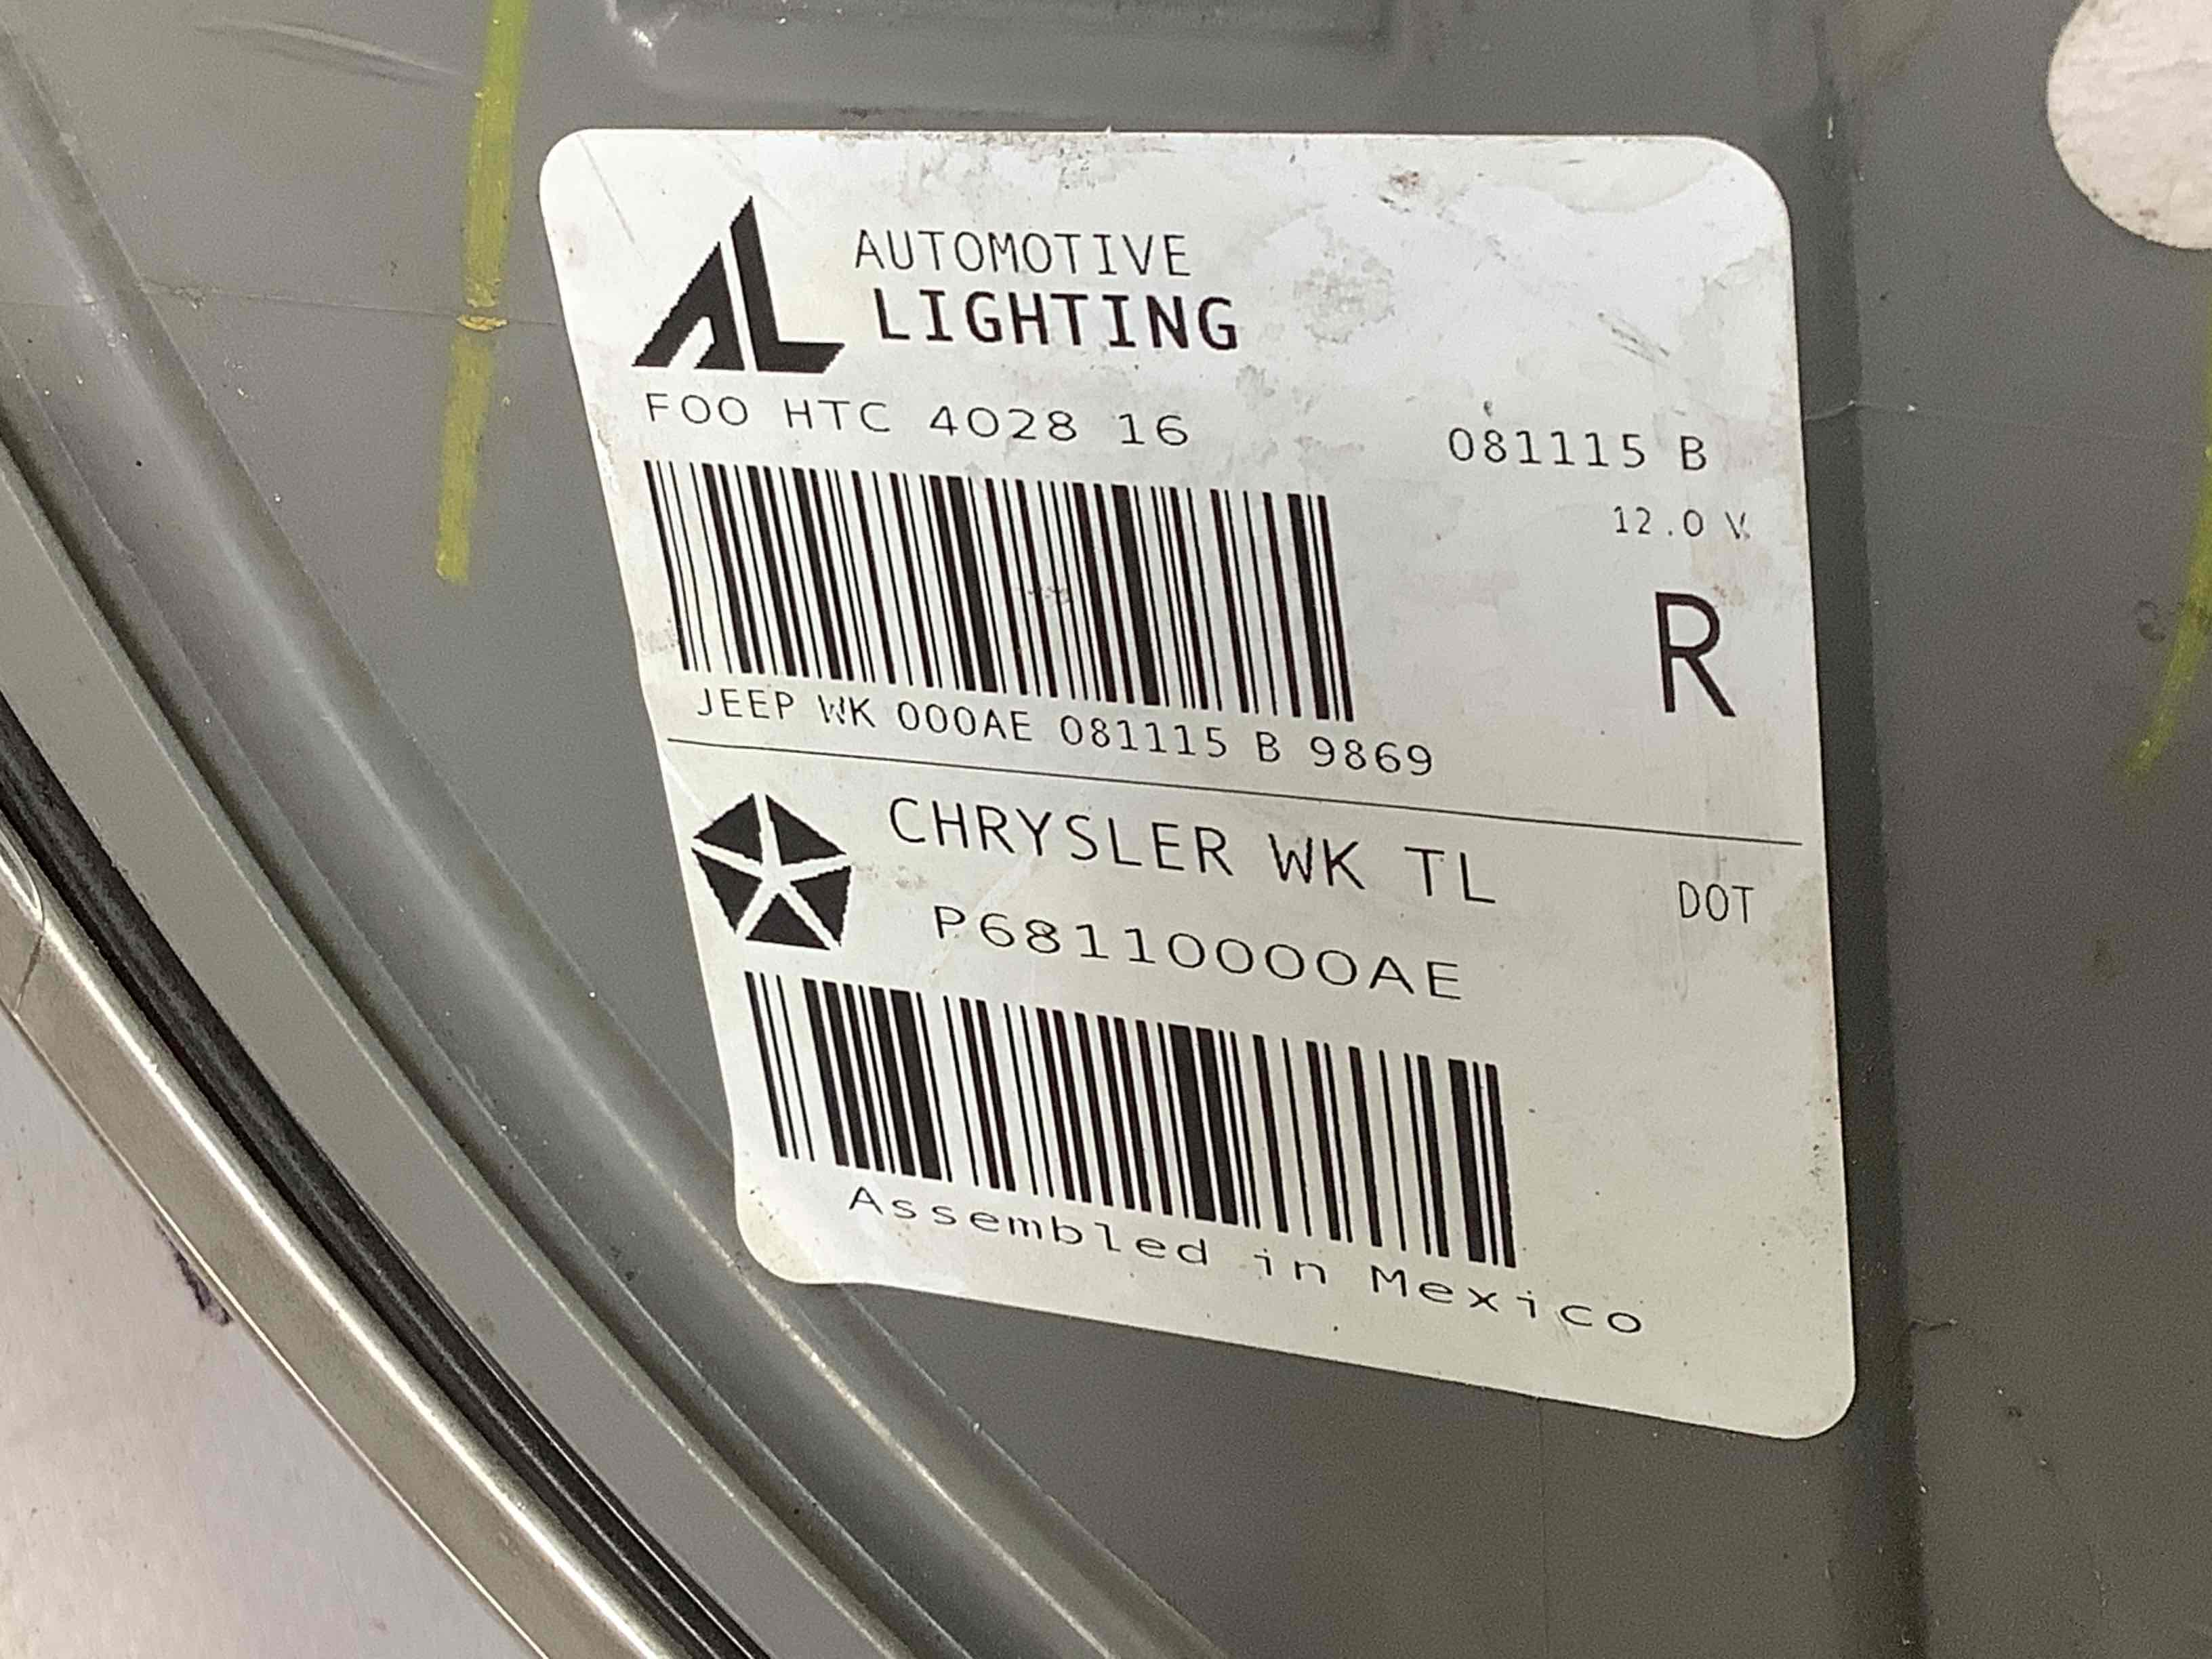 AL AUTOMOTIVE
LIGHTING
F00 HTC 4028 16
081115 B
12.0 V
R
JEEP WK 000AE 081115 B 9869
CHRYSLER WK TL
DOT
P68110000AE
Assembled in Mexico